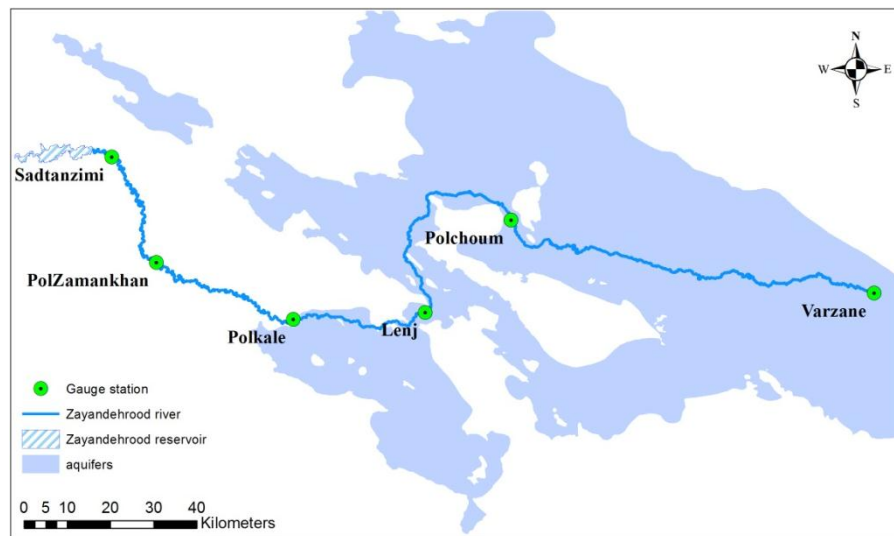 N
W E
S
Sadtanzimi
Polchoum
PolZamankhan
Varzane
Polkale
Lenj
Gauge station
Zayandehrood river
Zayandehrood reservoir
aquifers
0 5 10 20 30 40
Kilometers